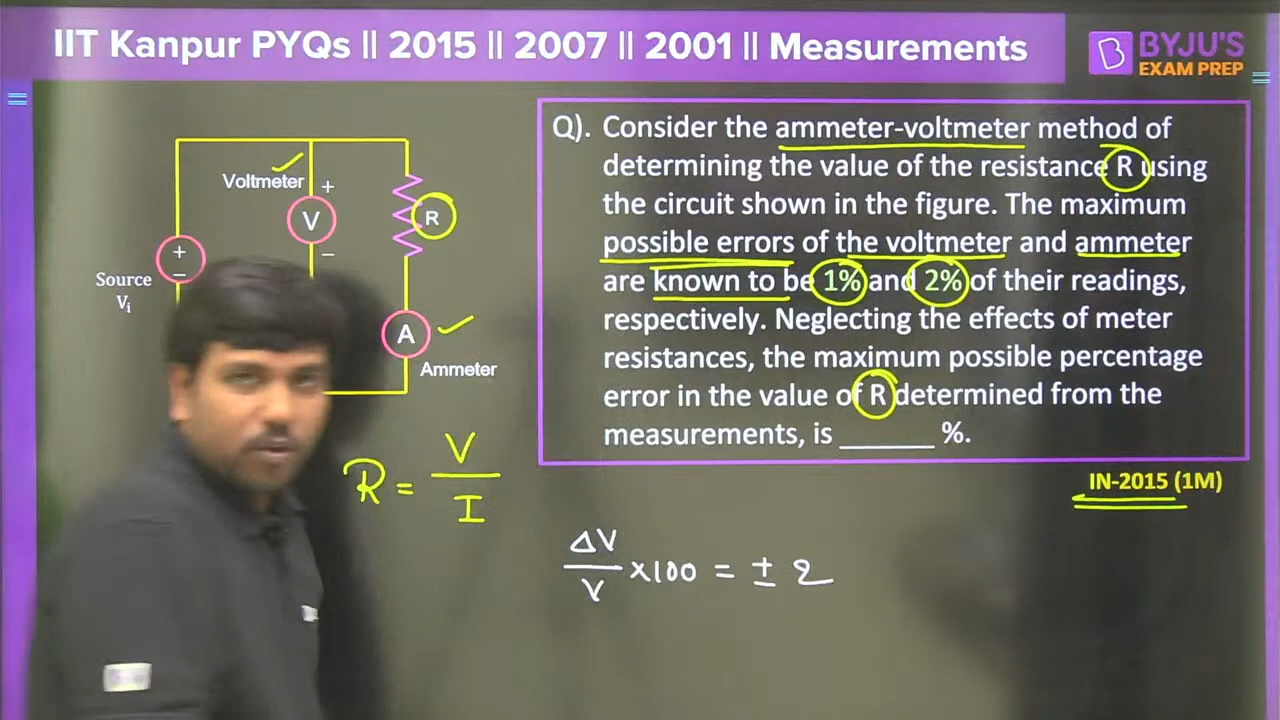 IIT Kanpur PYQs || 2015 || 2007 || 2001 || Measurements
BYJU'S
EXAM PREP
Q). Consider the ammeter-voltmeter method of
determining the value of the resistance R using
the circuit shown in the figure. The maximum
possible errors of the voltmeter and ammeter
are known to be 1% and 2% of their readings,
respectively. Neglecting the effects of meter
resistances, the maximum possible percentage
error in the value of R determined from the
measurements, is ______ %.
IN-2015 (1M)
Voltmeter
+
V
−
R
+
−
Source
Vᵢ
A
Ammeter
R = V / I
ΔV / V ×100 = ± 2